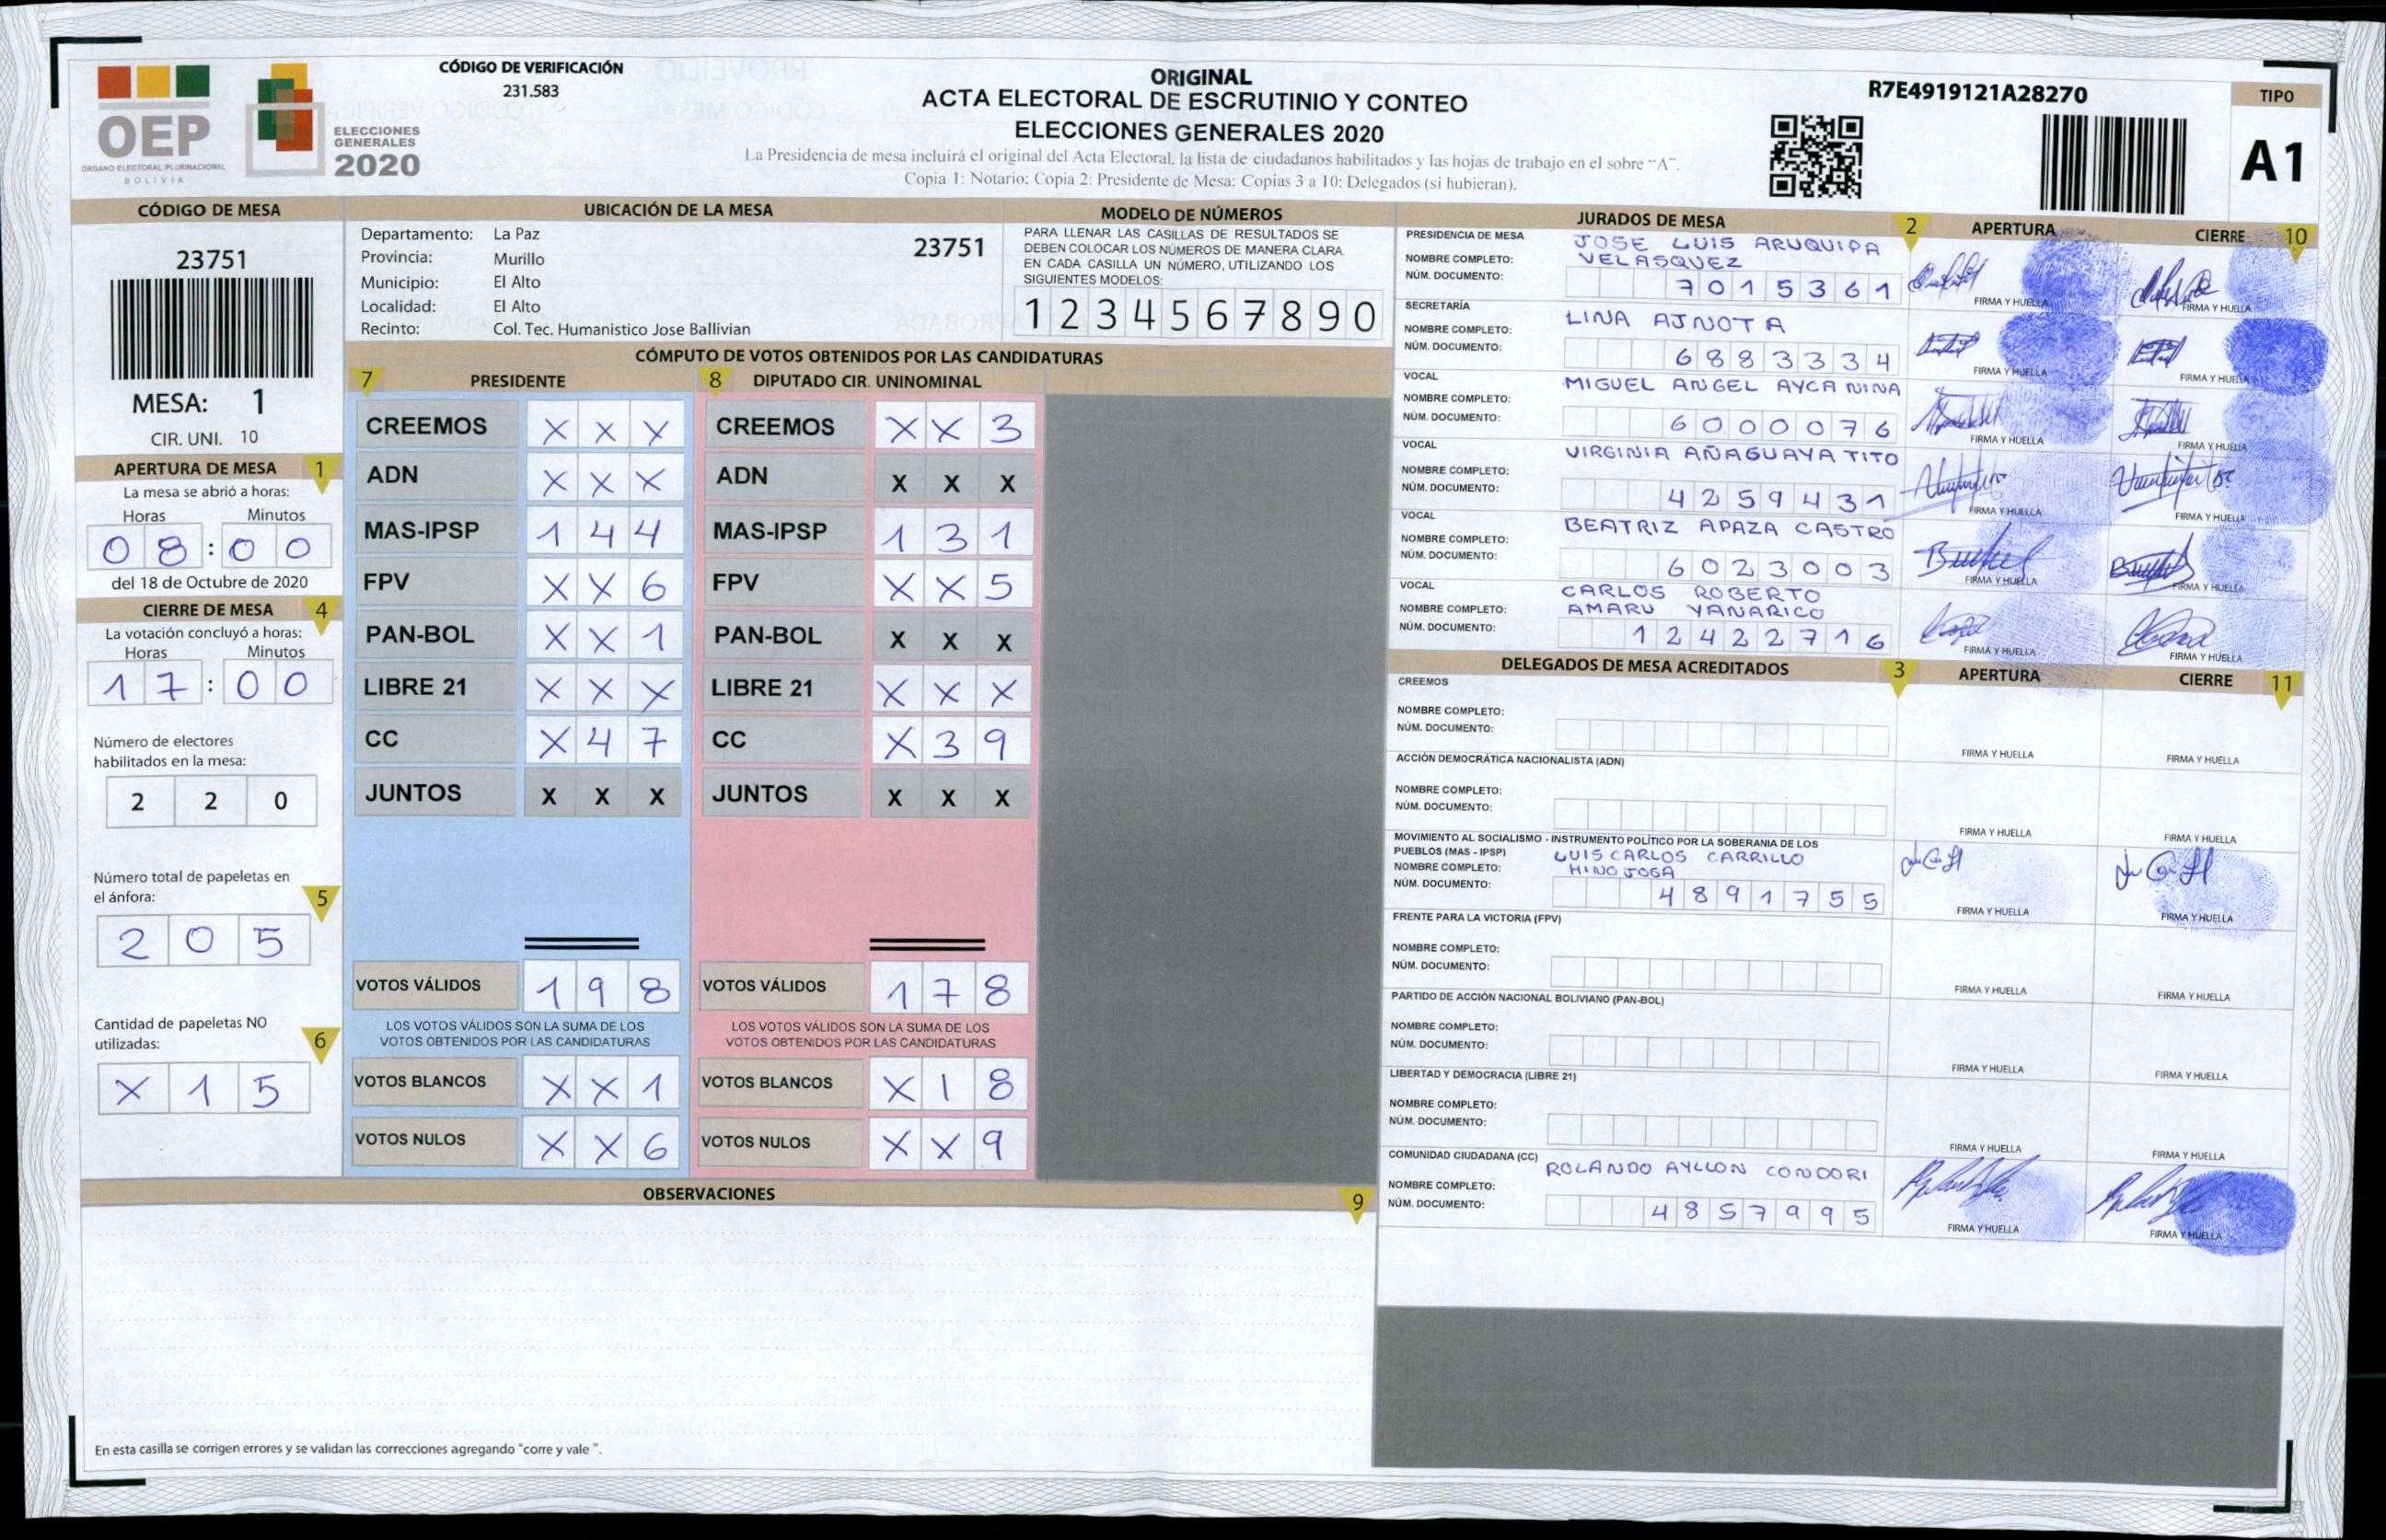 CÓDIGO DE VERIFICACIÓN
231.583
OEP
ÓRGANO ELECTORAL PLURINACIONAL
BOLIVIA
ELECCIONES
GENERALES
2020
ORIGINAL
ACTA ELECTORAL DE ESCRUTINIO Y CONTEO
ELECCIONES GENERALES 2020
La Presidencia de mesa incluirá el original del Acta Electoral, la lista de ciudadanos habilitados y las hojas de trabajo en el sobre "A".
Copia 1: Notario; Copia 2: Presidente de Mesa: Copias 3 a 10: Delegados (si hubieran).
R7E4919121A28270
TIPO
A1
CÓDIGO DE MESA
23751
MESA: 1
CIR. UNI. 10
APERTURA DE MESA 1
La mesa se abrió a horas:
Horas Minutos
08:00
del 18 de Octubre de 2020
CIERRE DE MESA 4
La votación concluyó a horas:
Horas Minutos
17:00
Número de electores
habilitados en la mesa:
2 2 0
Número total de papeletas en
el ánfora: 5
2 0 5
Cantidad de papeletas NO
utilizadas: 6
X 1 5
UBICACIÓN DE LA MESA
Departamento: La Paz
23751
Provincia: Murillo
Municipio: El Alto
Localidad: El Alto
Recinto: Col. Tec. Humanistico Jose Ballivian
MODELO DE NÚMEROS
PARA LLENAR LAS CASILLAS DE RESULTADOS SE
DEBEN COLOCAR LOS NÚMEROS DE MANERA CLARA
EN CADA CASILLA UN NÚMERO, UTILIZANDO LOS
SIGUIENTES MODELOS:
1 2 3 4 5 6 7 8 9 0
CÓMPUTO DE VOTOS OBTENIDOS POR LAS CANDIDATURAS
7 PRESIDENTE
CREEMOS X X X
ADN X X X
MAS-IPSP 1 4 4
FPV X X 6
PAN-BOL X X 1
LIBRE 21 X X X
CC X 4 7
JUNTOS X X X
VOTOS VÁLIDOS 1 9 8
LOS VOTOS VÁLIDOS SON LA SUMA DE LOS
VOTOS OBTENIDOS POR LAS CANDIDATURAS
VOTOS BLANCOS X X 1
VOTOS NULOS X X 6
8 DIPUTADO CIR. UNINOMINAL
CREEMOS X X 3
ADN X X X
MAS-IPSP 1 3 1
FPV X X 5
PAN-BOL X X X
LIBRE 21 X X X
CC X 3 9
JUNTOS X X X
VOTOS VÁLIDOS 1 7 8
LOS VOTOS VÁLIDOS SON LA SUMA DE LOS
VOTOS OBTENIDOS POR LAS CANDIDATURAS
VOTOS BLANCOS X 1 8
VOTOS NULOS X X 9
OBSERVACIONES 9
En esta casilla se corrigen errores y se validan las correcciones agregando "corre y vale ".
JURADOS DE MESA 2 APERTURA CIERRE 10
PRESIDENCIA DE MESA JOSE LUIS ARUQUIPA
NOMBRE COMPLETO: VELASQUEZ
NÚM. DOCUMENTO: 7015361
FIRMA Y HUELLA FIRMA Y HUELLA
SECRETARÍA
NOMBRE COMPLETO: LINA AJNOTA
NÚM. DOCUMENTO: 6883334
FIRMA Y HUELLA FIRMA Y HUELLA
VOCAL
NOMBRE COMPLETO: MIGUEL ANGEL AYCA NINA
NÚM. DOCUMENTO: 6000076
FIRMA Y HUELLA FIRMA Y HUELLA
VOCAL
NOMBRE COMPLETO: VIRGINIA AÑAGUAYA TITO
NÚM. DOCUMENTO: 4259431
FIRMA Y HUELLA FIRMA Y HUELLA
VOCAL
NOMBRE COMPLETO: BEATRIZ APAZA CASTRO
NÚM. DOCUMENTO: 6023003
FIRMA Y HUELLA FIRMA Y HUELLA
VOCAL CARLOS ROBERTO
NOMBRE COMPLETO: AMARU YANARICO
NÚM. DOCUMENTO: 12422716
FIRMA Y HUELLA FIRMA Y HUELLA
DELEGADOS DE MESA ACREDITADOS 3 APERTURA CIERRE 11
CREEMOS
NOMBRE COMPLETO:
NÚM. DOCUMENTO:
FIRMA Y HUELLA FIRMA Y HUELLA
ACCIÓN DEMOCRÁTICA NACIONALISTA (ADN)
NOMBRE COMPLETO:
NÚM. DOCUMENTO:
FIRMA Y HUELLA FIRMA Y HUELLA
MOVIMIENTO AL SOCIALISMO - INSTRUMENTO POLÍTICO POR LA SOBERANIA DE LOS
PUEBLOS (MAS - IPSP) LUIS CARLOS CARRILLO
NOMBRE COMPLETO: HINOJOSA
NÚM. DOCUMENTO: 4891755
FIRMA Y HUELLA FIRMA Y HUELLA
FRENTE PARA LA VICTORIA (FPV)
NOMBRE COMPLETO:
NÚM. DOCUMENTO:
FIRMA Y HUELLA FIRMA Y HUELLA
PARTIDO DE ACCIÓN NACIONAL BOLIVIANO (PAN-BOL)
NOMBRE COMPLETO:
NÚM. DOCUMENTO:
FIRMA Y HUELLA FIRMA Y HUELLA
LIBERTAD Y DEMOCRACIA (LIBRE 21)
NOMBRE COMPLETO:
NÚM. DOCUMENTO:
FIRMA Y HUELLA FIRMA Y HUELLA
COMUNIDAD CIUDADANA (CC) ROLANDO AYLLON CONDORI
NOMBRE COMPLETO:
NÚM. DOCUMENTO: 4857995
FIRMA Y HUELLA FIRMA Y HUELLA